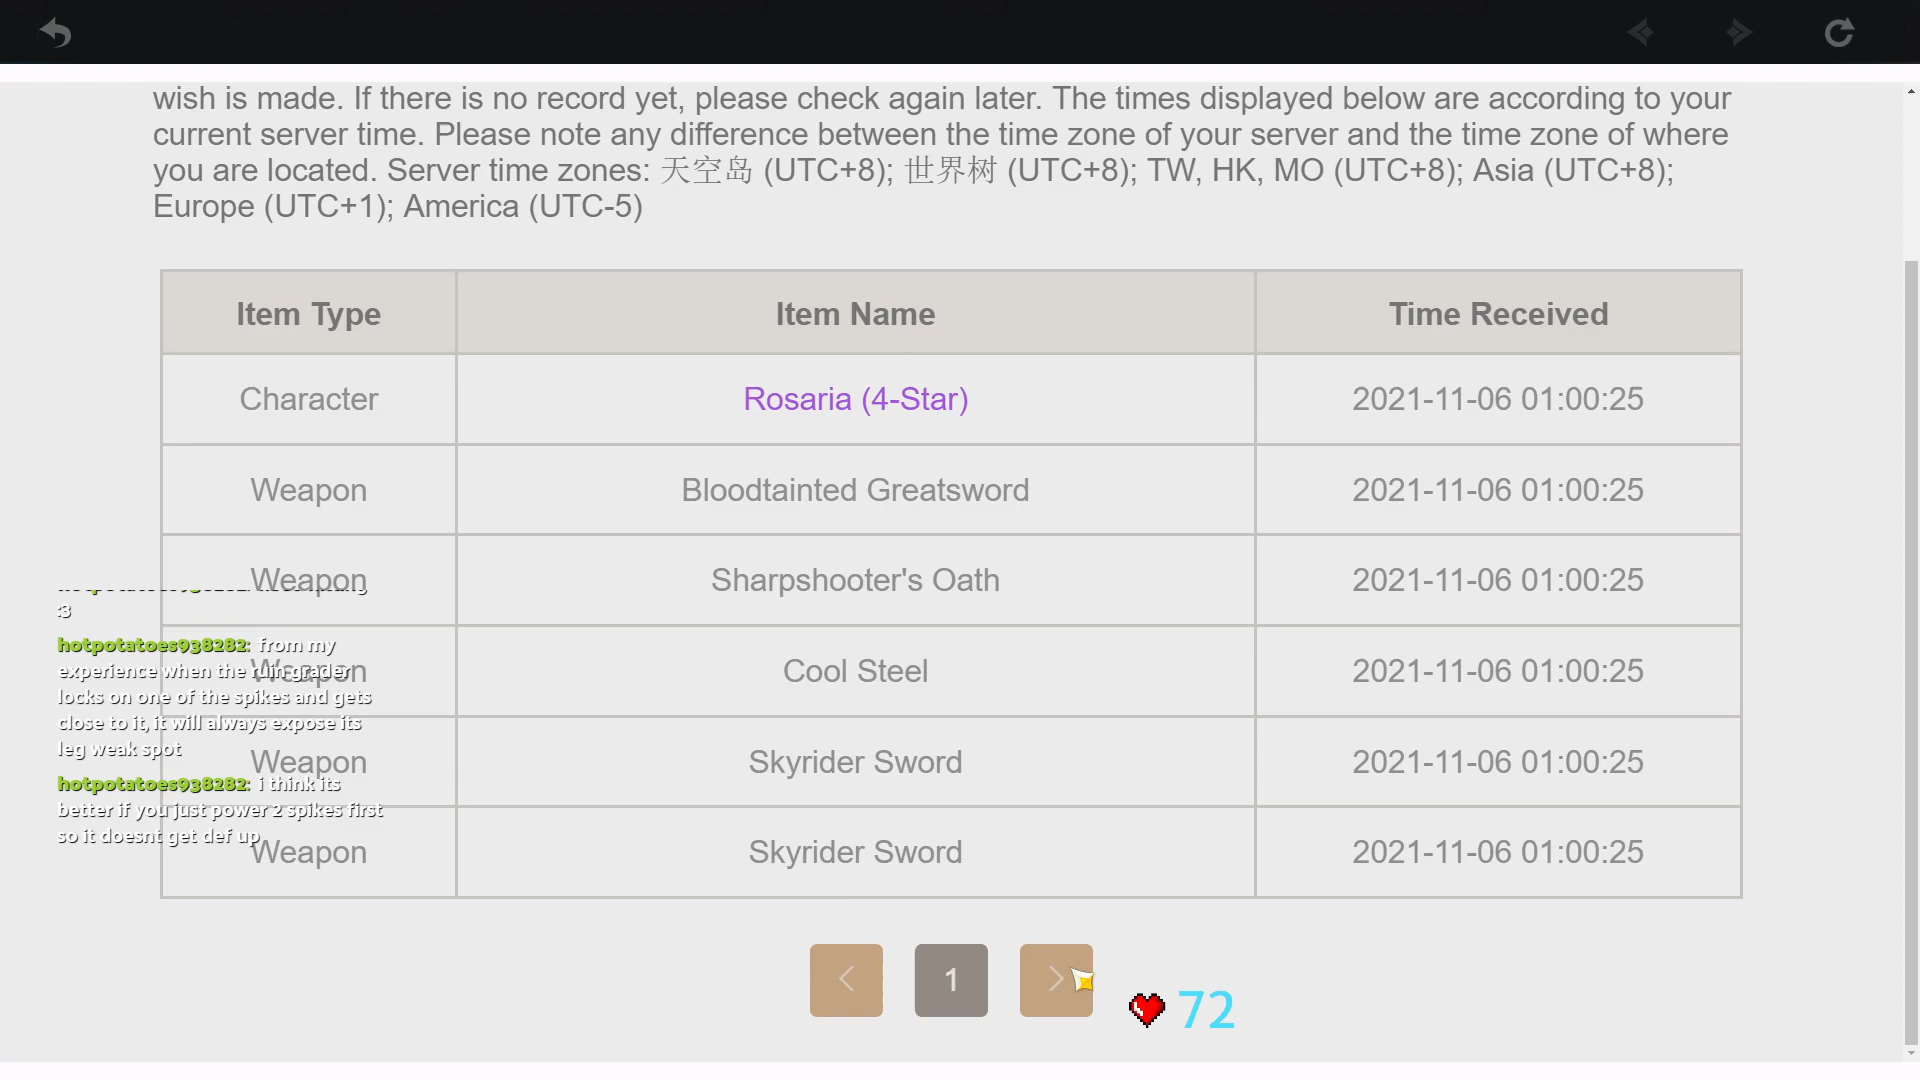 wish is made. If there is no record yet, please check again later. The times displayed below are according to your
current server time. Please note any difference between the time zone of your server and the time zone of where
you are located. Server time zones: 天空岛 (UTC+8); 世界树 (UTC+8); TW, HK, MO (UTC+8); Asia (UTC+8);
Europe (UTC+1); America (UTC-5)
Item Type Item Name Time Received
Character Rosaria (4-Star) 2021-11-06 01:00:25
Weapon Bloodtainted Greatsword 2021-11-06 01:00:25
Weapon Sharpshooter's Oath 2021-11-06 01:00:25
Weapon Cool Steel 2021-11-06 01:00:25
Weapon Skyrider Sword 2021-11-06 01:00:25
Weapon Skyrider Sword 2021-11-06 01:00:25
:3
hotpotatoes938282: from my
experience when the ruin grader
locks on one of the spikes and gets
close to it, it will always expose its
leg weak spot
hotpotatoes938282: i think its
better if you just power 2 spikes first
so it doesnt get def up
1
72